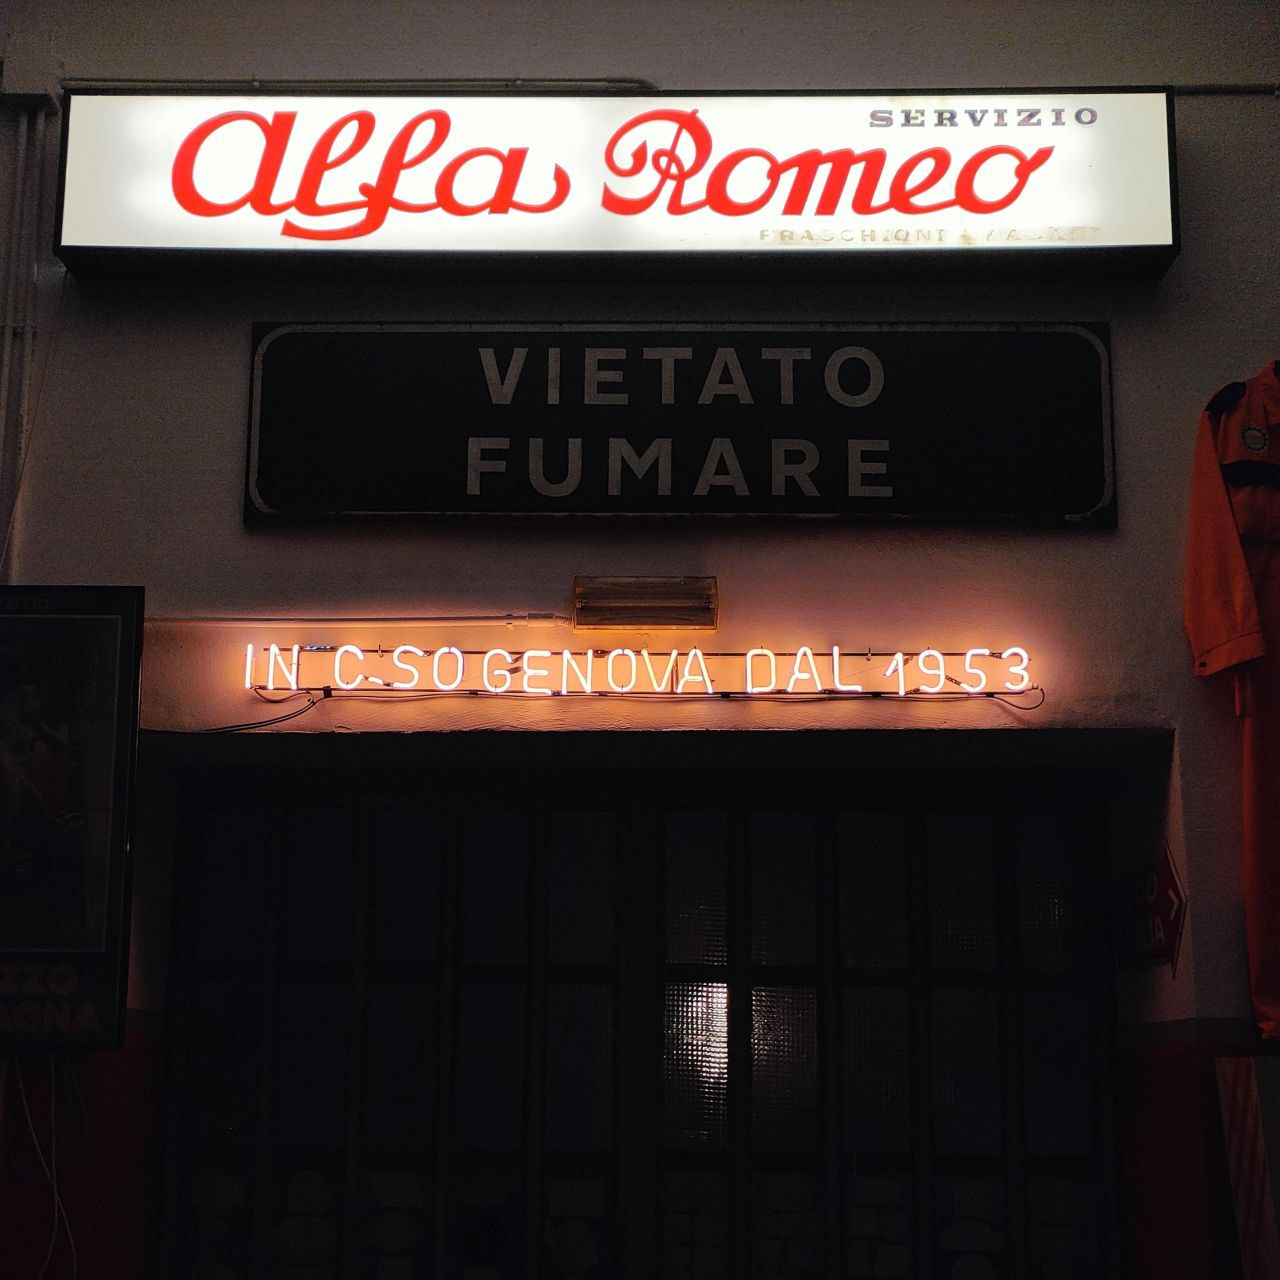 Alfa Romeo
SERVIZIO
VIETATO
FUMARE
IN C.SO GENOVA DAL 1953